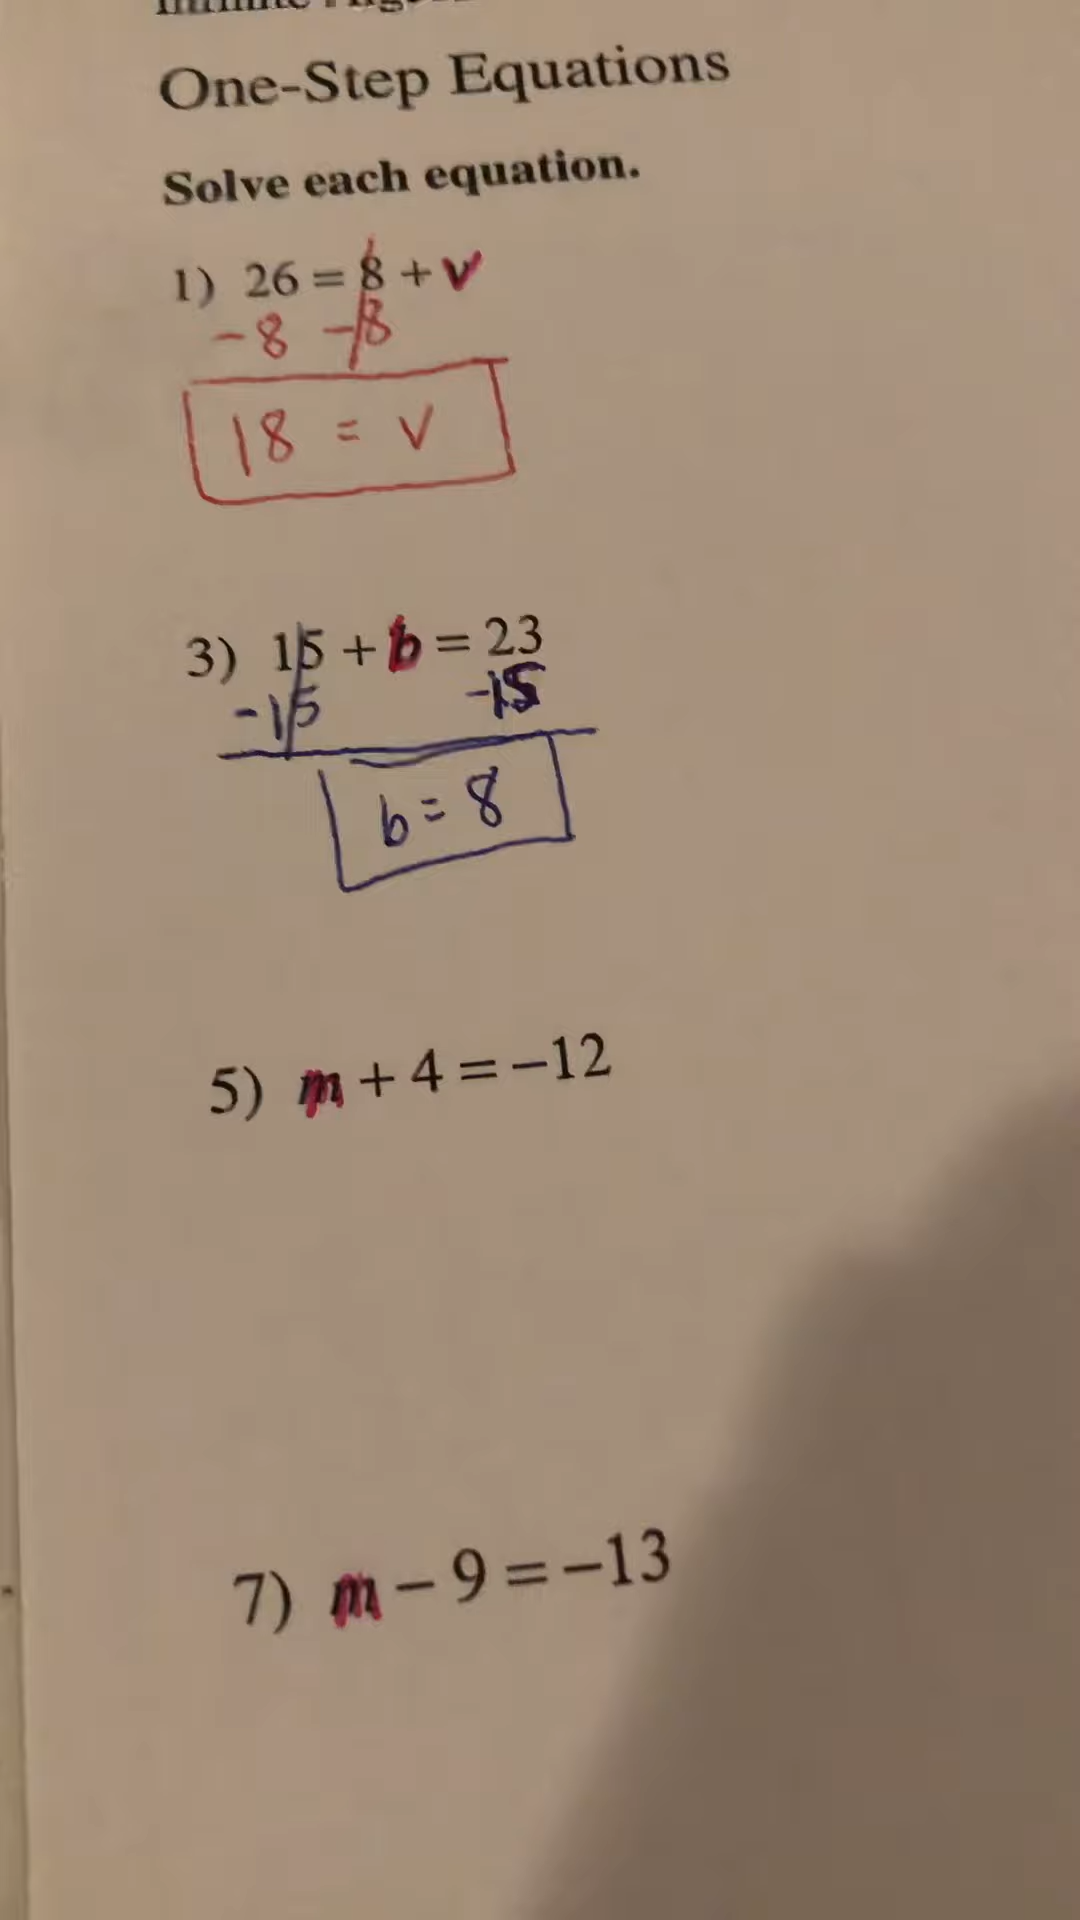 One-Step Equations
Solve each equation.
1) 26 = 8 + v
-8 -8
18 = v
3) 15 + b = 23
-15 -15
b = 8
5) m + 4 = -12
7) m - 9 = -13